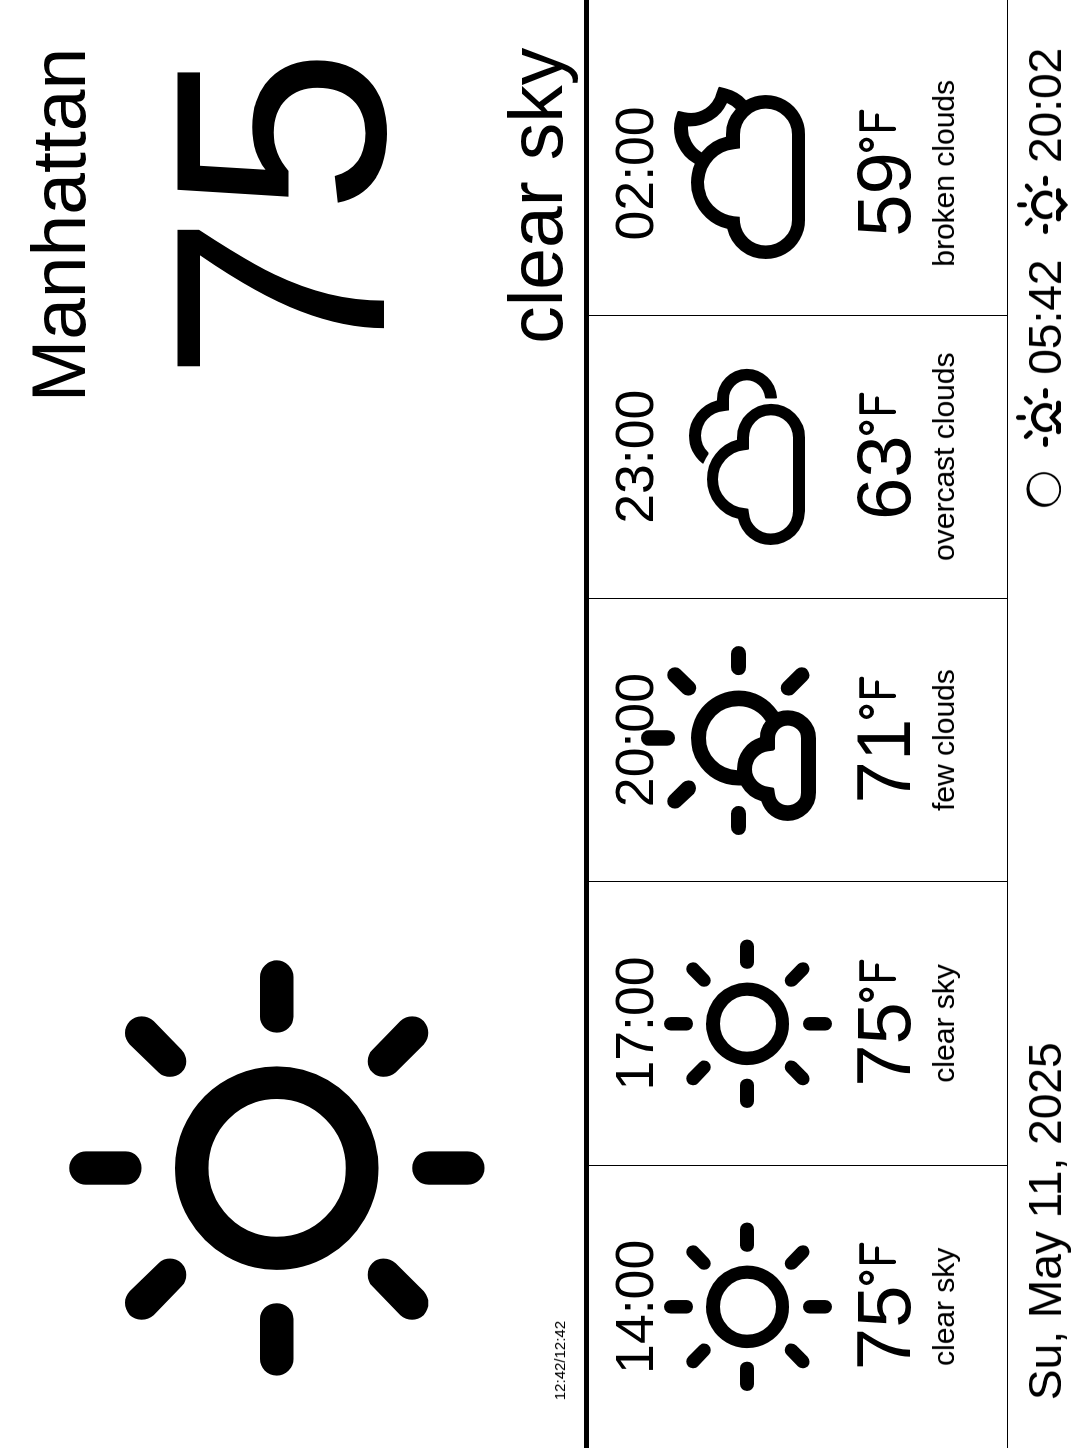 Manhattan
75
clear sky
12:42/12:42
14:00
75°F
clear sky
17:00
75°F
clear sky
20:00
71°F
few clouds
23:00
63°F
overcast clouds
02:00
59°F
broken clouds
Su, May 11, 2025
05:42
20:02